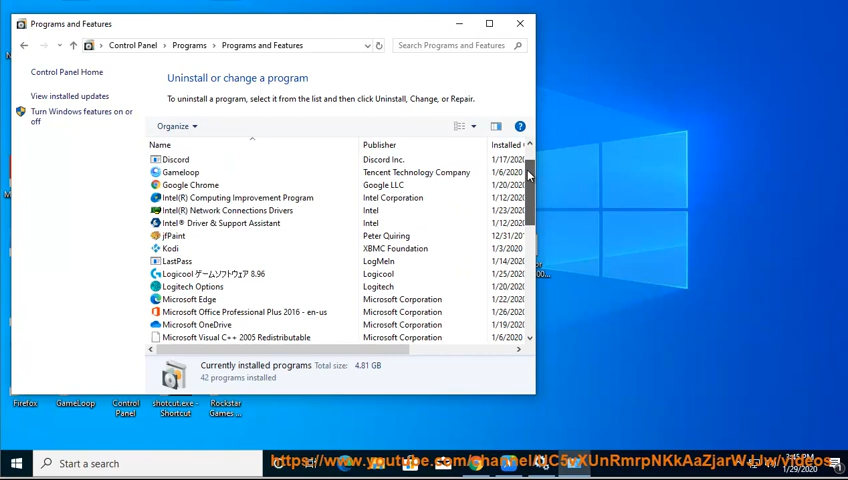 Programs and Features
Control Panel > Programs > Programs and Features
Search Programs and Features
Control Panel Home
View installed updates
Turn Windows features on or off
Uninstall or change a program
To uninstall a program, select it from the list and then click Uninstall, Change, or Repair.
Organize
Name Publisher Installed
Discord Discord Inc. 1/17/2020
Gameloop Tencent Technology Company 1/6/2020
Google Chrome Google LLC 1/20/2020
Intel(R) Computing Improvement Program Intel Corporation 1/12/2020
Intel(R) Network Connections Drivers Intel 1/23/2020
Intel® Driver & Support Assistant Intel 1/12/2020
jfPaint Peter Quiring 12/31/201
Kodi XBMC Foundation 1/3/2020
LastPass LogMeIn 1/14/2020
Logicool ゲームソフトウェア 8.96 Logicool 1/25/2020
Logitech Options Logitech 1/20/2020
Microsoft Edge Microsoft Corporation 1/22/2020
Microsoft Office Professional Plus 2016 - en-us Microsoft Corporation 1/26/2020
Microsoft OneDrive Microsoft Corporation 1/19/2020
Microsoft Visual C++ 2005 Redistributable Microsoft Corporation 1/6/2020
Currently installed programs Total size: 4.81 GB
42 programs installed
Firefox
GameLoop
Control Panel
shotcut.exe - Shortcut
Rockstar Games ...
Start a search
1/29/2020